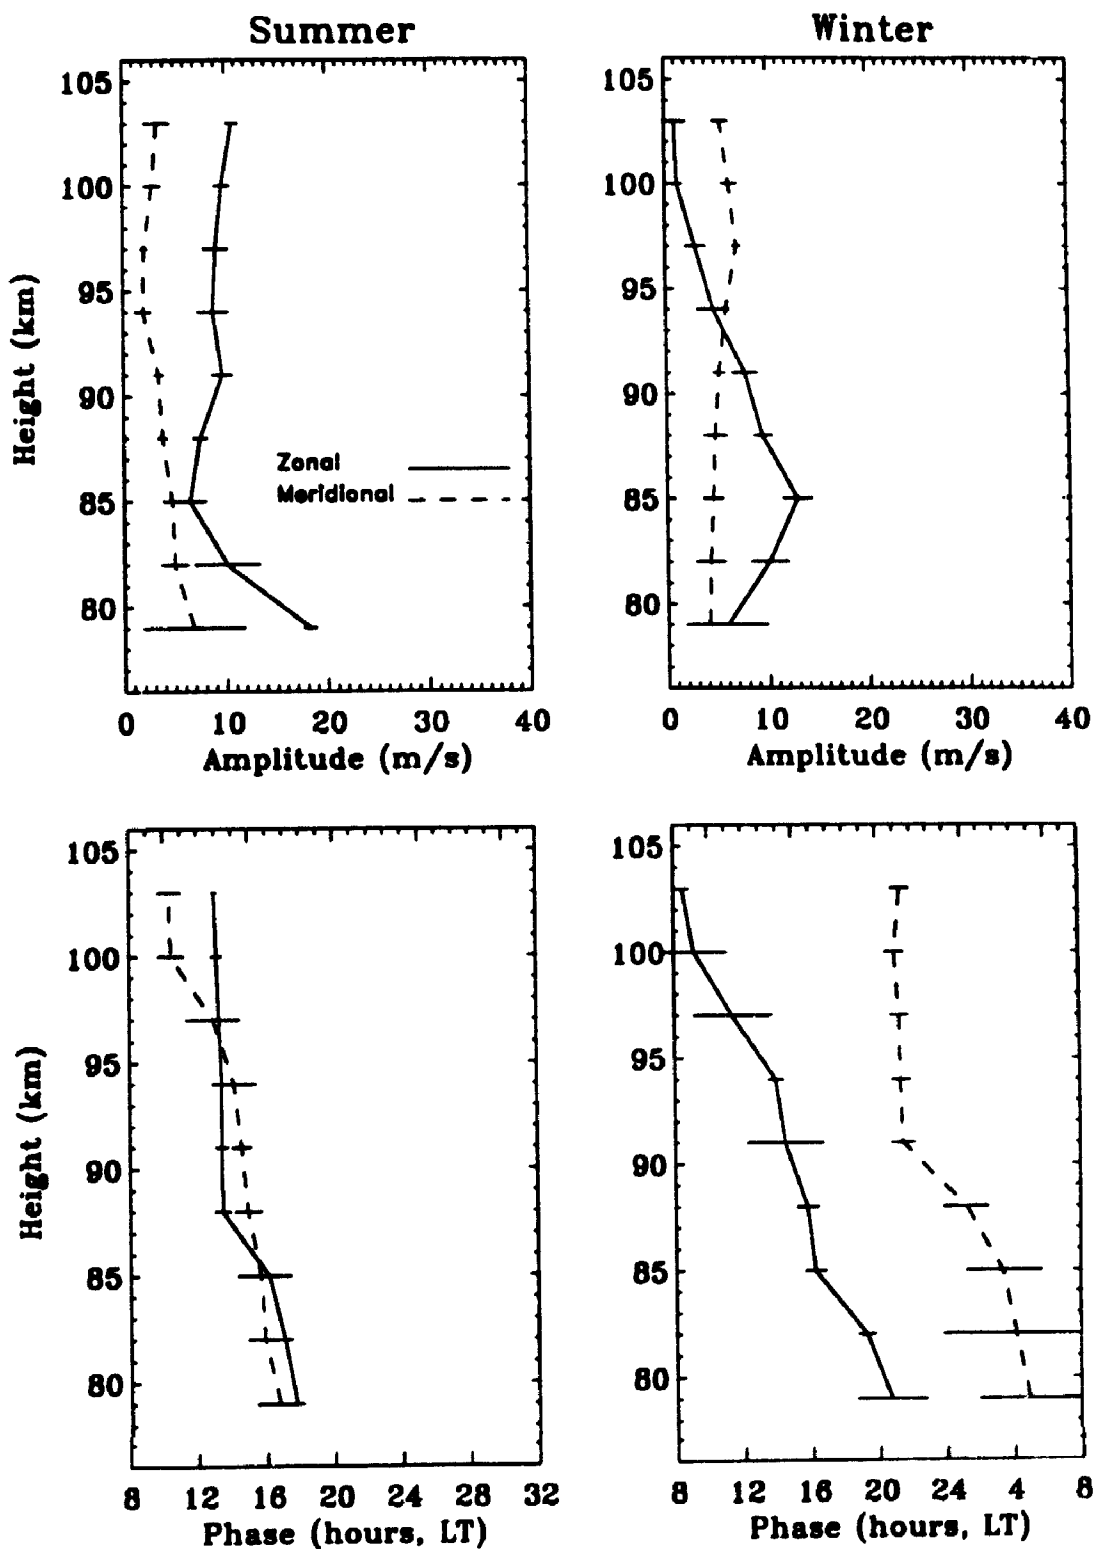 Summer
Winter
105
100
95
90
85
80
Height (km)
Zonal
Meridional
0 10 20 30 40
Amplitude (m/s)
105
100
95
90
85
80
0 10 20 30 40
Amplitude (m/s)
105
100
95
90
85
80
Height (km)
8 12 16 20 24 28 32
Phase (hours, LT)
105
100
95
90
85
80
8 12 16 20 24 4 8
Phase (hours, LT)